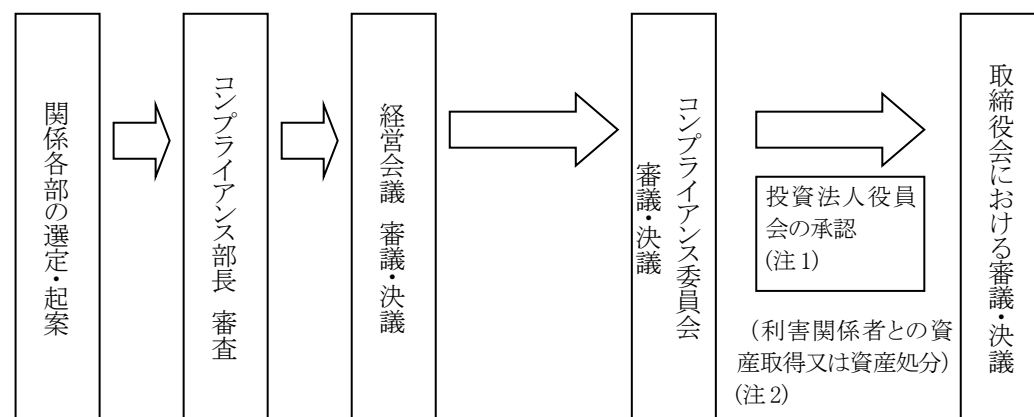 関係各部の選定・起案
コンプライアンス部長 審査
経営会議 審議・決議
コンプライアンス委員会
審議・決議
投資法人役員
会の承認
(注1)
(利害関係者との資
産取得又は資産処分)
(注2)
取締役会における審議・決議